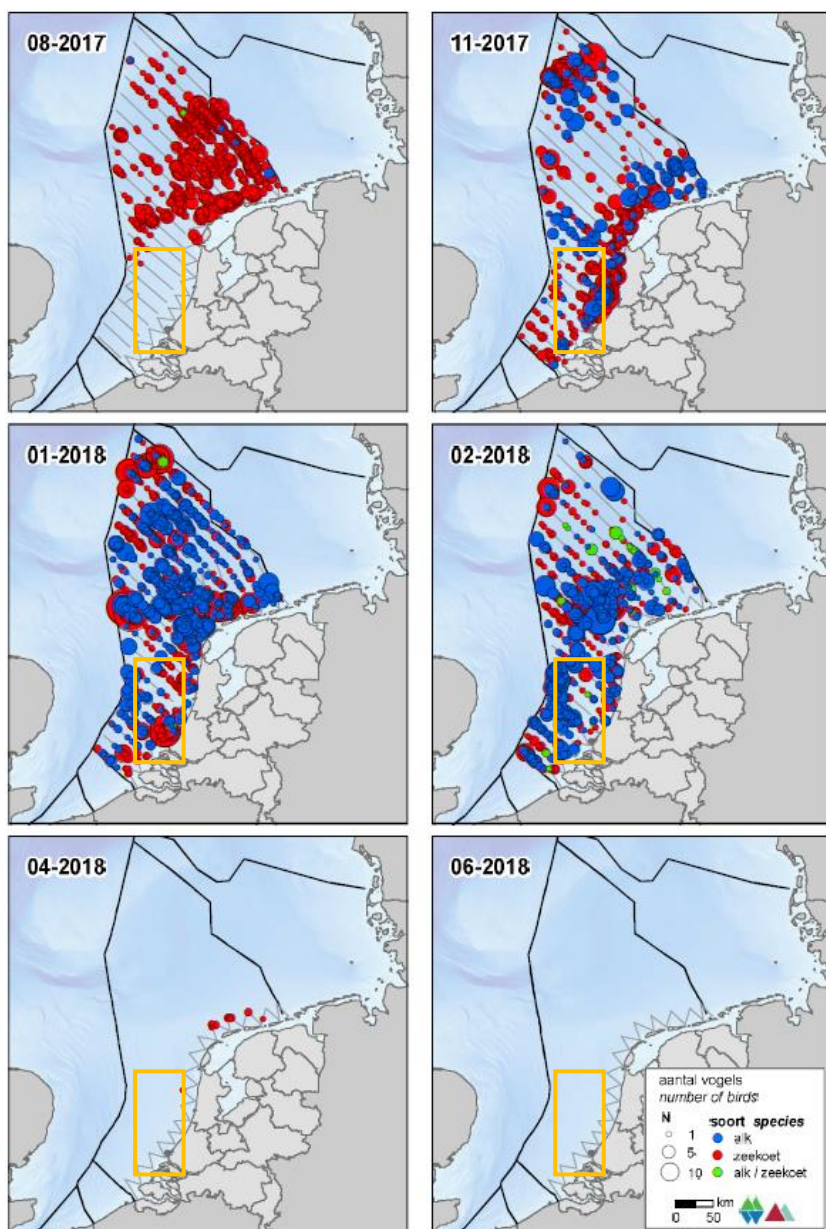 08-2017
11-2017
01-2018
02-2018
04-2018
06-2018
aantal vogels
number of birds
N
soort species
1
alk
5
zeekoet
10
alk / zeekoet
km
0 50